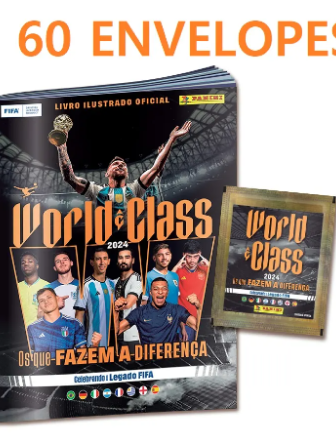 60 ENVELOPES
FIFA
LIVRO ILUSTRADO OFICIAL
PANINI
World Class
2024
Os que FAZEM A DIFERENÇA
Celebrando o Legado FIFA
World Class
2024
Os que FAZEM A DIFERENÇA
PANINI